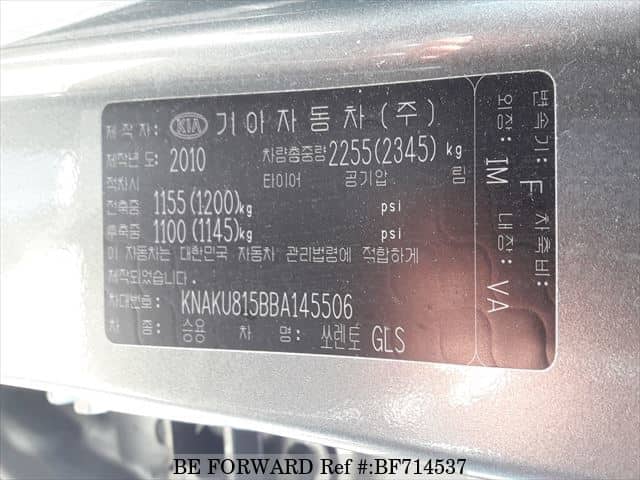 제 작 자: KIA 기아자동차(주)
제작년 도: 2010 차량총중량 2255(2345) kg
적차시 타이어 공기압 림
전축중 1155(1200)kg psi
후축중 1100(1145)kg psi
이 자동차는 대한민국 자동차 관리법령에 적합하게
제작되었습니다.
차대번호: KNAKU815BBA145506
차 종: 승용 차 명: 쏘렌토 GLS
변속기: F 차축비:
외장: IM 내장: VA
BE FORWARD Ref #:BF714537